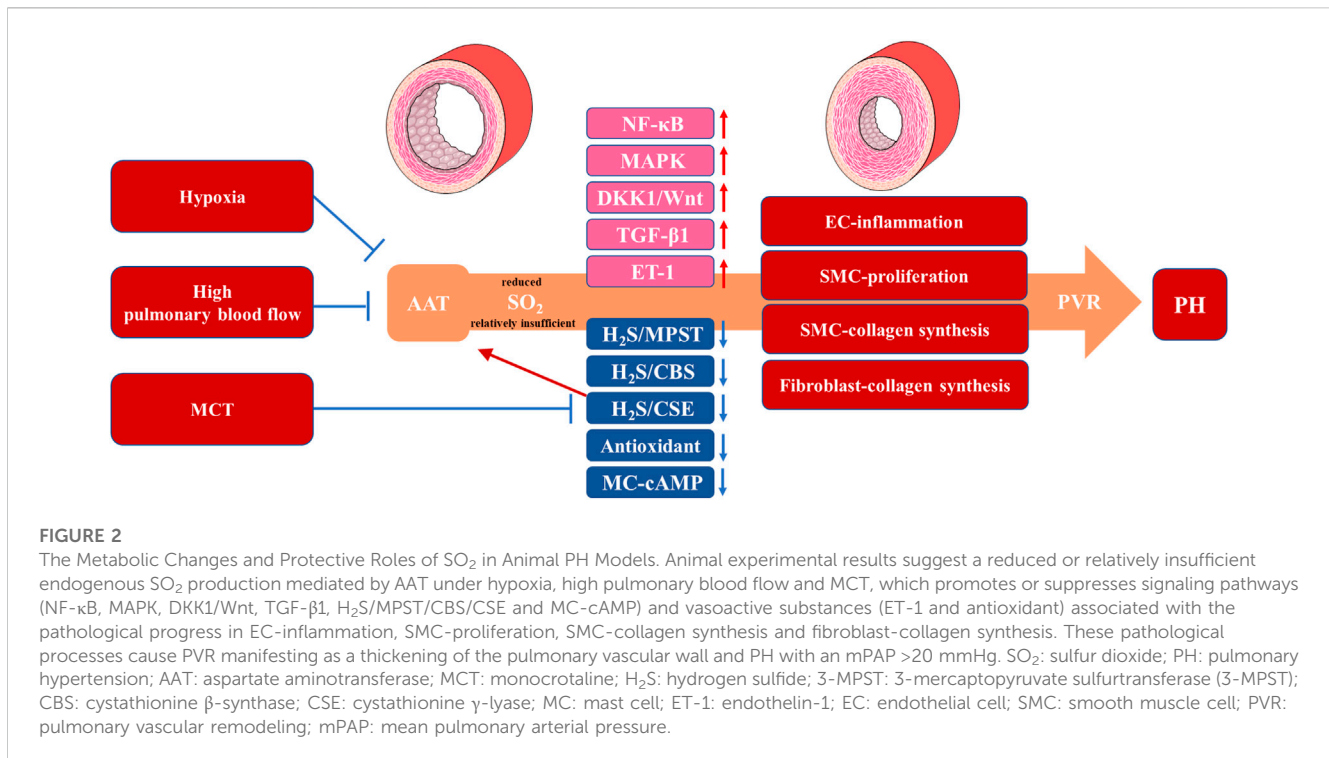 Hypoxia
High
pulmonary blood flow
MCT
AAT
reduced
SO₂
relatively insufficient
NF-κB
MAPK
DKK1/Wnt
TGF-β1
ET-1
H₂S/MPST
H₂S/CBS
H₂S/CSE
Antioxidant
MC-cAMP
EC-inflammation
SMC-proliferation
SMC-collagen synthesis
Fibroblast-collagen synthesis
PVR
PH
FIGURE 2
The Metabolic Changes and Protective Roles of SO₂ in Animal PH Models. Animal experimental results suggest a reduced or relatively insufficient
endogenous SO₂ production mediated by AAT under hypoxia, high pulmonary blood flow and MCT, which promotes or suppresses signaling pathways
(NF-κB, MAPK, DKK1/Wnt, TGF-β1, H₂S/MPST/CBS/CSE and MC-cAMP) and vasoactive substances (ET-1 and antioxidant) associated with the
pathological progress in EC-inflammation, SMC-proliferation, SMC-collagen synthesis and fibroblast-collagen synthesis. These pathological
processes cause PVR manifesting as a thickening of the pulmonary vascular wall and PH with an mPAP >20 mmHg. SO₂: sulfur dioxide; PH: pulmonary
hypertension; AAT: aspartate aminotransferase; MCT: monocrotaline; H₂S: hydrogen sulfide; 3-MPST: 3-mercaptopyruvate sulfurtransferase (3-MPST);
CBS: cystathionine β-synthase; CSE: cystathionine γ-lyase; MC: mast cell; ET-1: endothelin-1; EC: endothelial cell; SMC: smooth muscle cell; PVR:
pulmonary vascular remodeling; mPAP: mean pulmonary arterial pressure.